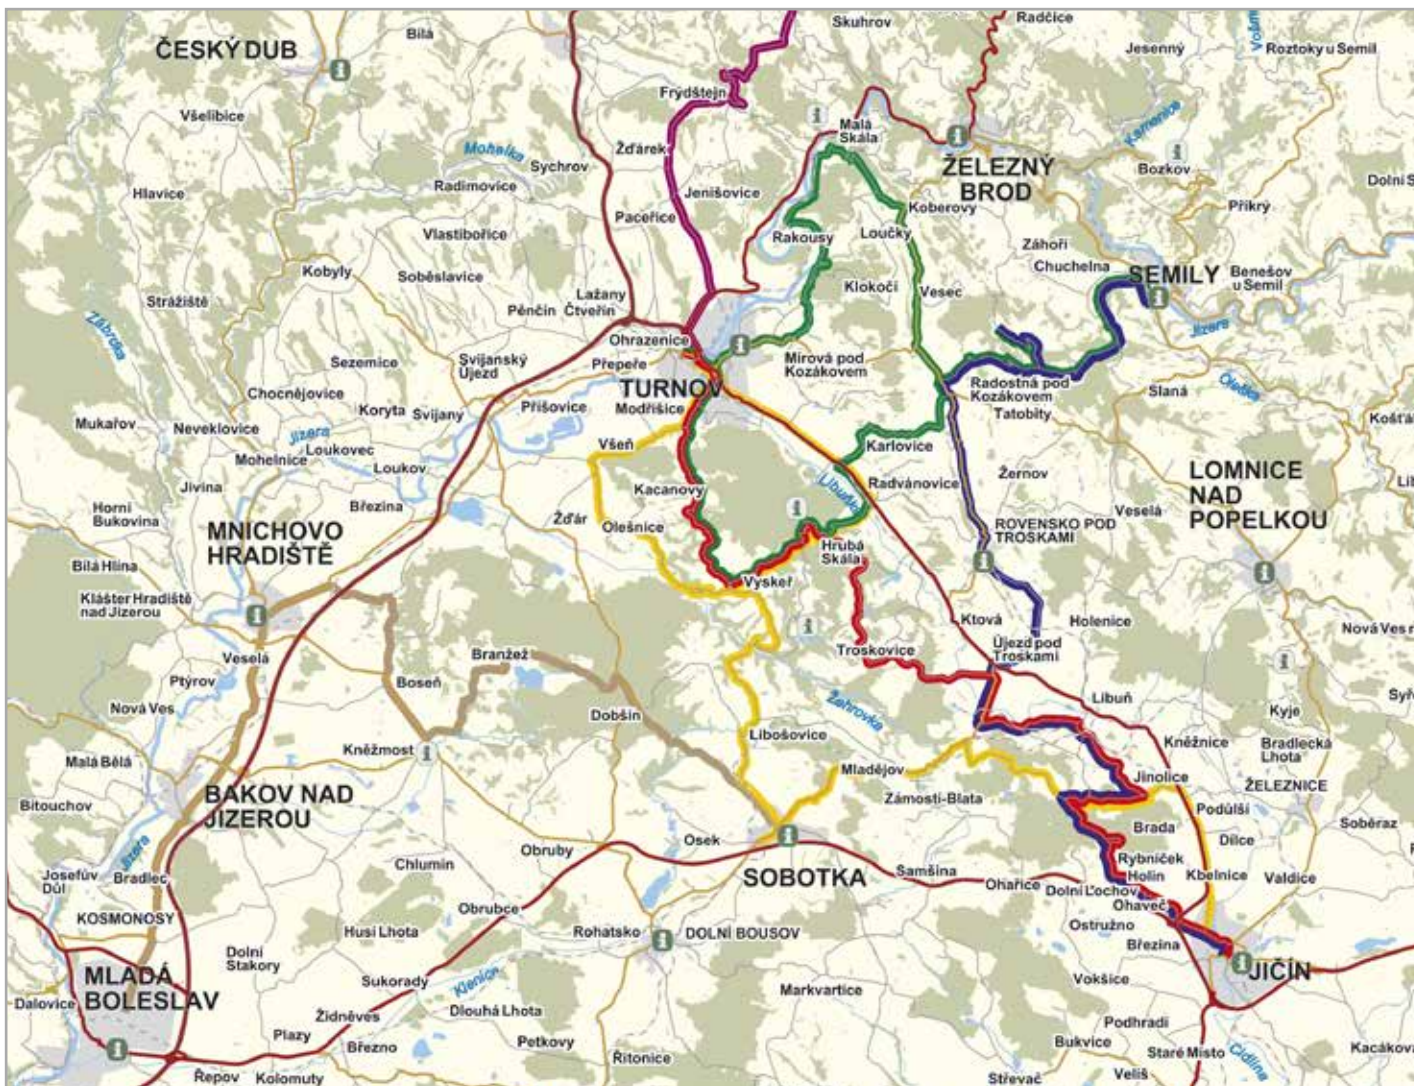 Skuhrov
Radčice
ČESKÝ DUB
Bílá
Jesenný
Roztoky u Semil
Frýdštejn
Všelibice
Malá
Skála
Kamenice
Žďárek
Mohelka
Sychrov
ŽELEZNÝ
BROD
Bozkov
Hlavice
Radimovice
Jenišovice
Dolní S
Koberovy
Příkrý
Paceřice
Vlastibořice
Rakousy
Loučky
Záhoří
Chuchelna
Kobyly
Soběslavice
SEMILY
Benešov
u Semil
Strážiště
Lažany
Klokočí
Vesec
Pěnčín
Čtveřín
Zábrdka
Jizera
Ohrazenice
Sezemice
Svijanský
Újezd
Přepeře
Mírová pod
Kozákovem
Chocnějovice
TURNOV
Radostná pod
Kozákovem
Slaná
Oleška
Koryta
Svijany
Příšovice
Modřišice
Tatobity
Mukařov
Neveklovice
Jizera
Loukovec
Všeň
Karlovice
Mohelnice
Loukov
Libuňka
Radvánovice
Žernov
LOMNICE
NAD
POPELKOU
Jivina
Kacanovy
Horní
Bukovina
Březina
Žďár
Olešnice
Veselá
MNICHOVO
HRADIŠTĚ
ROVENSKO POD
TROSKAMI
Hrubá
Skála
Bílá Hlína
Vyskeř
Klášter Hradiště
nad Jizerou
Ktová
Holenice
Nová Ves n
Veselá
Branžež
Troskovice
Újezd pod
Troskami
Ptýrov
Boseň
Libuň
Nová Ves
Dobšín
Žehrovka
Kyje
Kněžmost
Libošovice
Kněžnice
Bradlecká
Lhota
Malá Bělá
Mladějov
Jinolice
ŽELEZNICE
Bítouchov
BAKOV NAD
JIZEROU
Zámostí-Blata
Podůlší
Brada
Soběraz
Jizera
Chlumín
Obruby
Osek
Dílce
Josefův
Důl
Bradlec
SOBOTKA
Samšina
Rybníček
Holín
Kbelnice
Valdice
Ohařice
Dolní Lochov
Obrubce
Ohaveč
KOSMONOSY
Husí Lhota
Rohatsko
DOLNÍ BOUSOV
Ostružno
Březina
Dolní
Stakory
MLADÁ
BOLESLAV
Sukorady
Klenice
Vokšice
JIČÍN
Dalovice
Markvartice
Dlouhá Lhota
Židněves
Podhradí
Plazy
Březno
Petkovy
Bukvice
Řitonice
Staré Místo
Cidlina
Řepov
Kolomuty
Střevač
Veliš